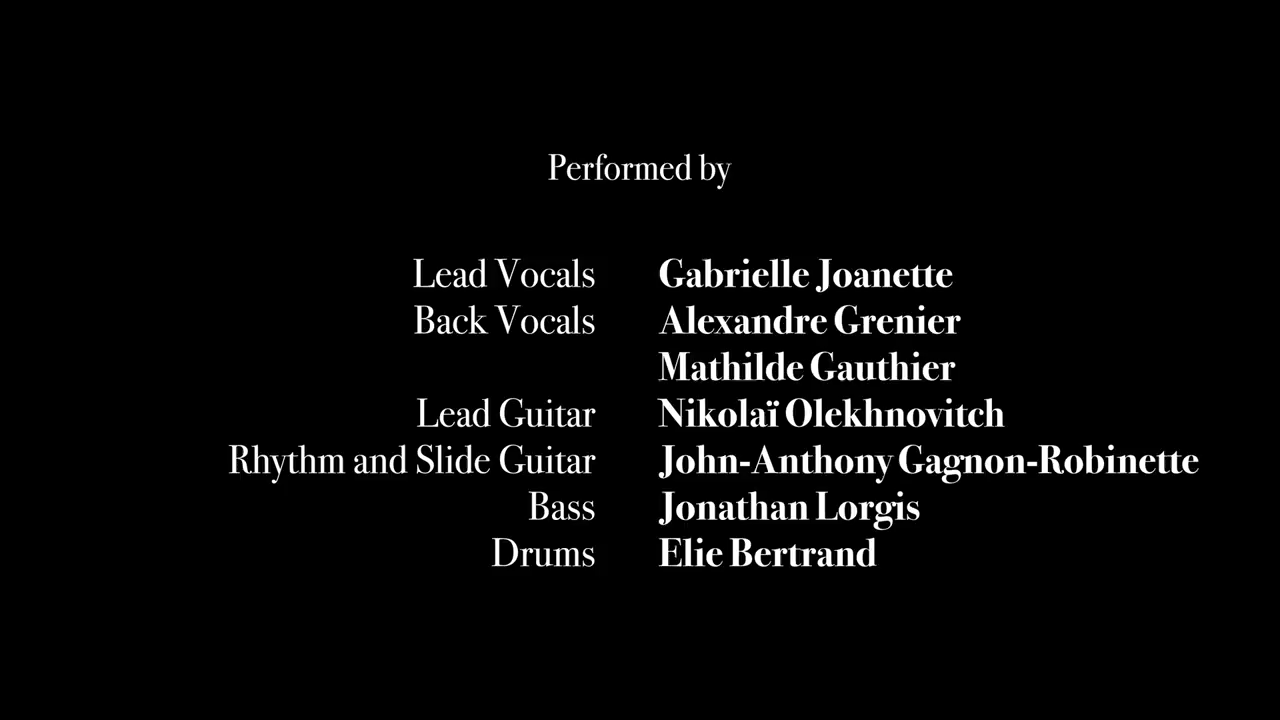 Performed by
Lead Vocals Gabrielle Joanette
Back Vocals Alexandre Grenier
Mathilde Gauthier
Lead Guitar Nikolaï Olekhnovitch
Rhythm and Slide Guitar John-Anthony Gagnon-Robinette
Bass Jonathan Lorgis
Drums Elie Bertrand